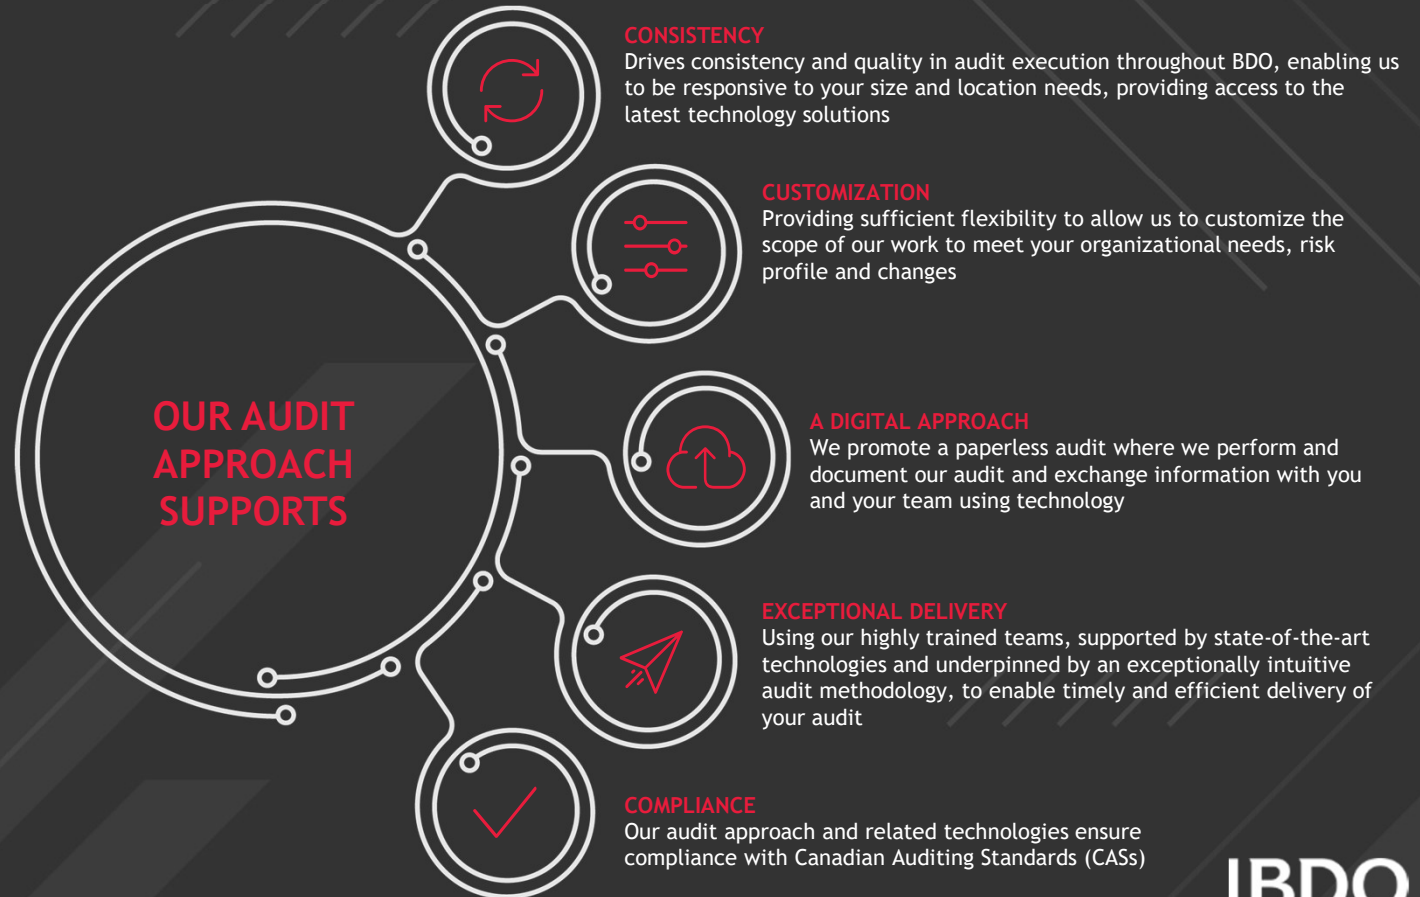 CONSISTENCY
Drives consistency and quality in audit execution throughout BDO, enabling us
to be responsive to your size and location needs, providing access to the
latest technology solutions
CUSTOMIZATION
Providing sufficient flexibility to allow us to customize the
scope of our work to meet your organizational needs, risk
profile and changes
OUR AUDIT
APPROACH
SUPPORTS
A DIGITAL APPROACH
We promote a paperless audit where we perform and
document our audit and exchange information with you
and your team using technology
EXCEPTIONAL DELIVERY
Using our highly trained teams, supported by state-of-the-art
technologies and underpinned by an exceptionally intuitive
audit methodology, to enable timely and efficient delivery of
your audit
COMPLIANCE
Our audit approach and related technologies ensure
compliance with Canadian Auditing Standards (CASs)
BDO